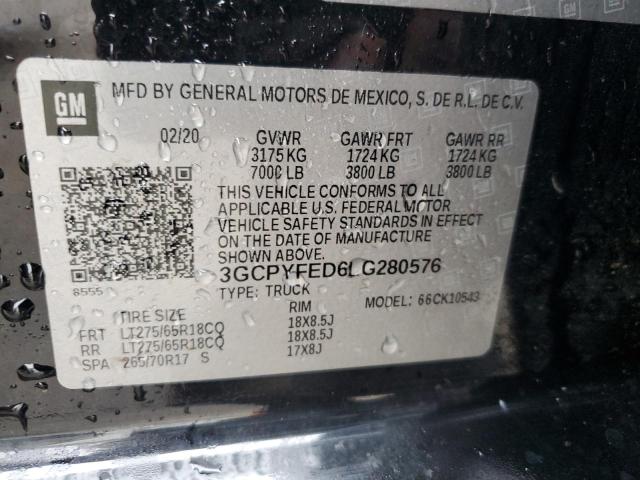 GM
MFD BY GENERAL MOTORS DE MEXICO, S. DE R.L. DE C.V.
02/20 GVWR GAWR FRT GAWR RR
3175 KG 1724 KG 1724 KG
7000 LB 3800 LB 3800 LB
THIS VEHICLE CONFORMS TO ALL
APPLICABLE U.S. FEDERAL MOTOR
VEHICLE SAFETY STANDARDS IN EFFECT
ON THE DATE OF MANUFACTURE
SHOWN ABOVE.
8555 3GCPYFED6LG280576
TYPE: TRUCK MODEL: 66CK10543
TIRE SIZE RIM
FRT LT275/65R18CQ 18X8.5J
RR LT275/65R18CQ 18X8.5J
SPA 265/70R17 S 17X8J